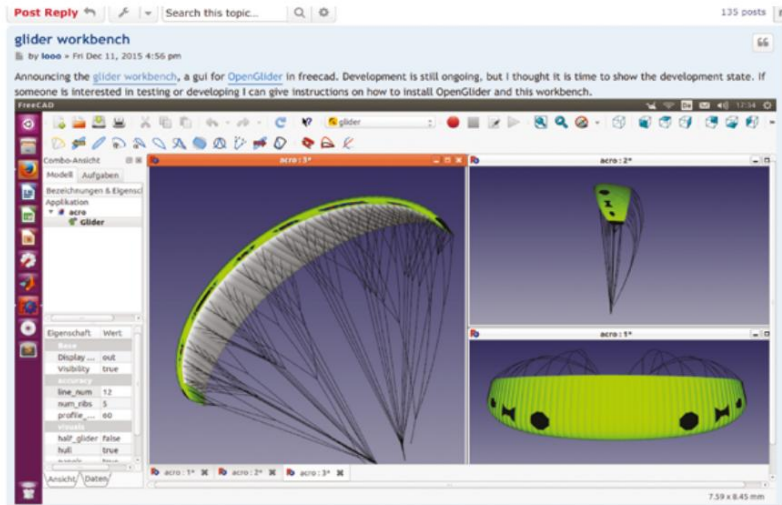 Post Reply
Search this topic...
135 posts
glider workbench
by looo » Fri Dec 11, 2015 4:56 pm
Announcing the glider workbench, a gui for OpenGlider in freecad. Development is still ongoing, but I thought it is time to show the development state. If
someone is interested in testing or developing I can give instructions on how to install OpenGlider and this workbench.
FreeCAD
De
17:34
glider
Combo-Ansicht
acro : 3*
acro : 2*
Modell Aufgaben
Bezeichnungen & Eigensch
Applikation
acro
Glider
acro : 1*
Eigenschaft Wert
Base
Display ... out
Visibility true
accuracy
line_num 12
num_ribs 5
profile_... 60
visuals
half_glider false
hull true
true
Ansicht Daten
acro : 1* acro : 2* acro : 3*
7.59 x 8.45 mm